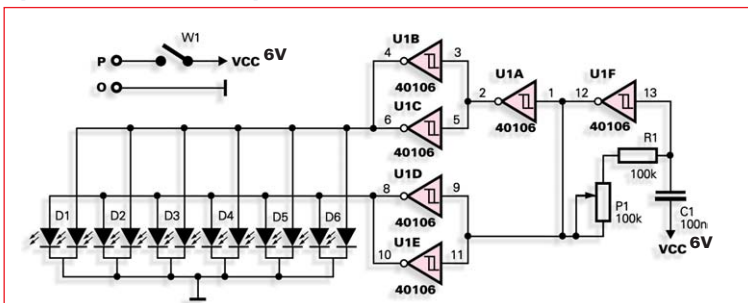 P
W1
VCC 6V
O
U1B
4
3
40106
U1C
6
5
40106
U1A
2
1
40106
U1F
12
13
40106
R1
100k
P1
100k
C1
100n
VCC 6V
U1D
8
9
40106
U1E
10
11
40106
D1
D2
D3
D4
D5
D6